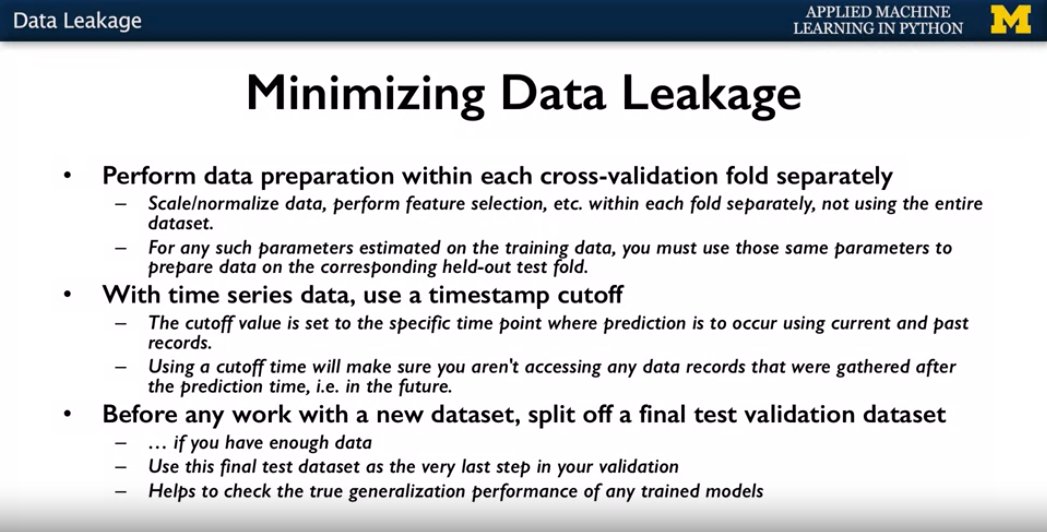 Data Leakage
APPLIED MACHINE
LEARNING IN PYTHON
M
Minimizing Data Leakage
• Perform data preparation within each cross-validation fold separately
– Scale/normalize data, perform feature selection, etc. within each fold separately, not using the entire
dataset.
– For any such parameters estimated on the training data, you must use those same parameters to
prepare data on the corresponding held-out test fold.
• With time series data, use a timestamp cutoff
– The cutoff value is set to the specific time point where prediction is to occur using current and past
records.
– Using a cutoff time will make sure you aren't accessing any data records that were gathered after
the prediction time, i.e. in the future.
• Before any work with a new dataset, split off a final test validation dataset
– … if you have enough data
– Use this final test dataset as the very last step in your validation
– Helps to check the true generalization performance of any trained models